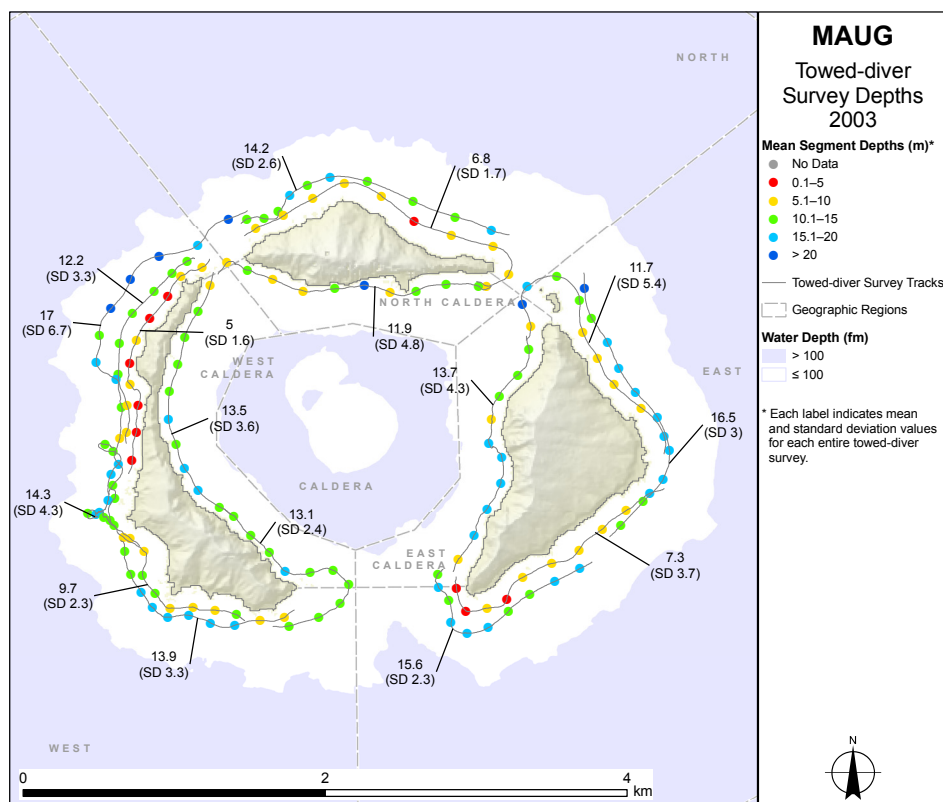 MAUG
Towed-diver
Survey Depths
2003
Mean Segment Depths (m)*
No Data
0.1–5
5.1–10
10.1–15
15.1–20
> 20
Towed-diver Survey Tracks
Geographic Regions
Water Depth (fm)
> 100
≤ 100
* Each label indicates mean
and standard deviation values
for each entire towed-diver
survey.
N
NORTH
14.2
(SD 2.6)
6.8
(SD 1.7)
12.2
(SD 3.3)
17
(SD 6.7)
5
(SD 1.6)
11.9
(SD 4.8)
NORTH CALDERA
11.7
(SD 5.4)
WEST
CALDERA
13.7
(SD 4.3)
EAST
13.5
(SD 3.6)
16.5
(SD 3)
CALDERA
14.3
(SD 4.3)
13.1
(SD 2.4)
EAST
CALDERA
7.3
(SD 3.7)
9.7
(SD 2.3)
13.9
(SD 3.3)
15.6
(SD 2.3)
WEST
0
2
4
km